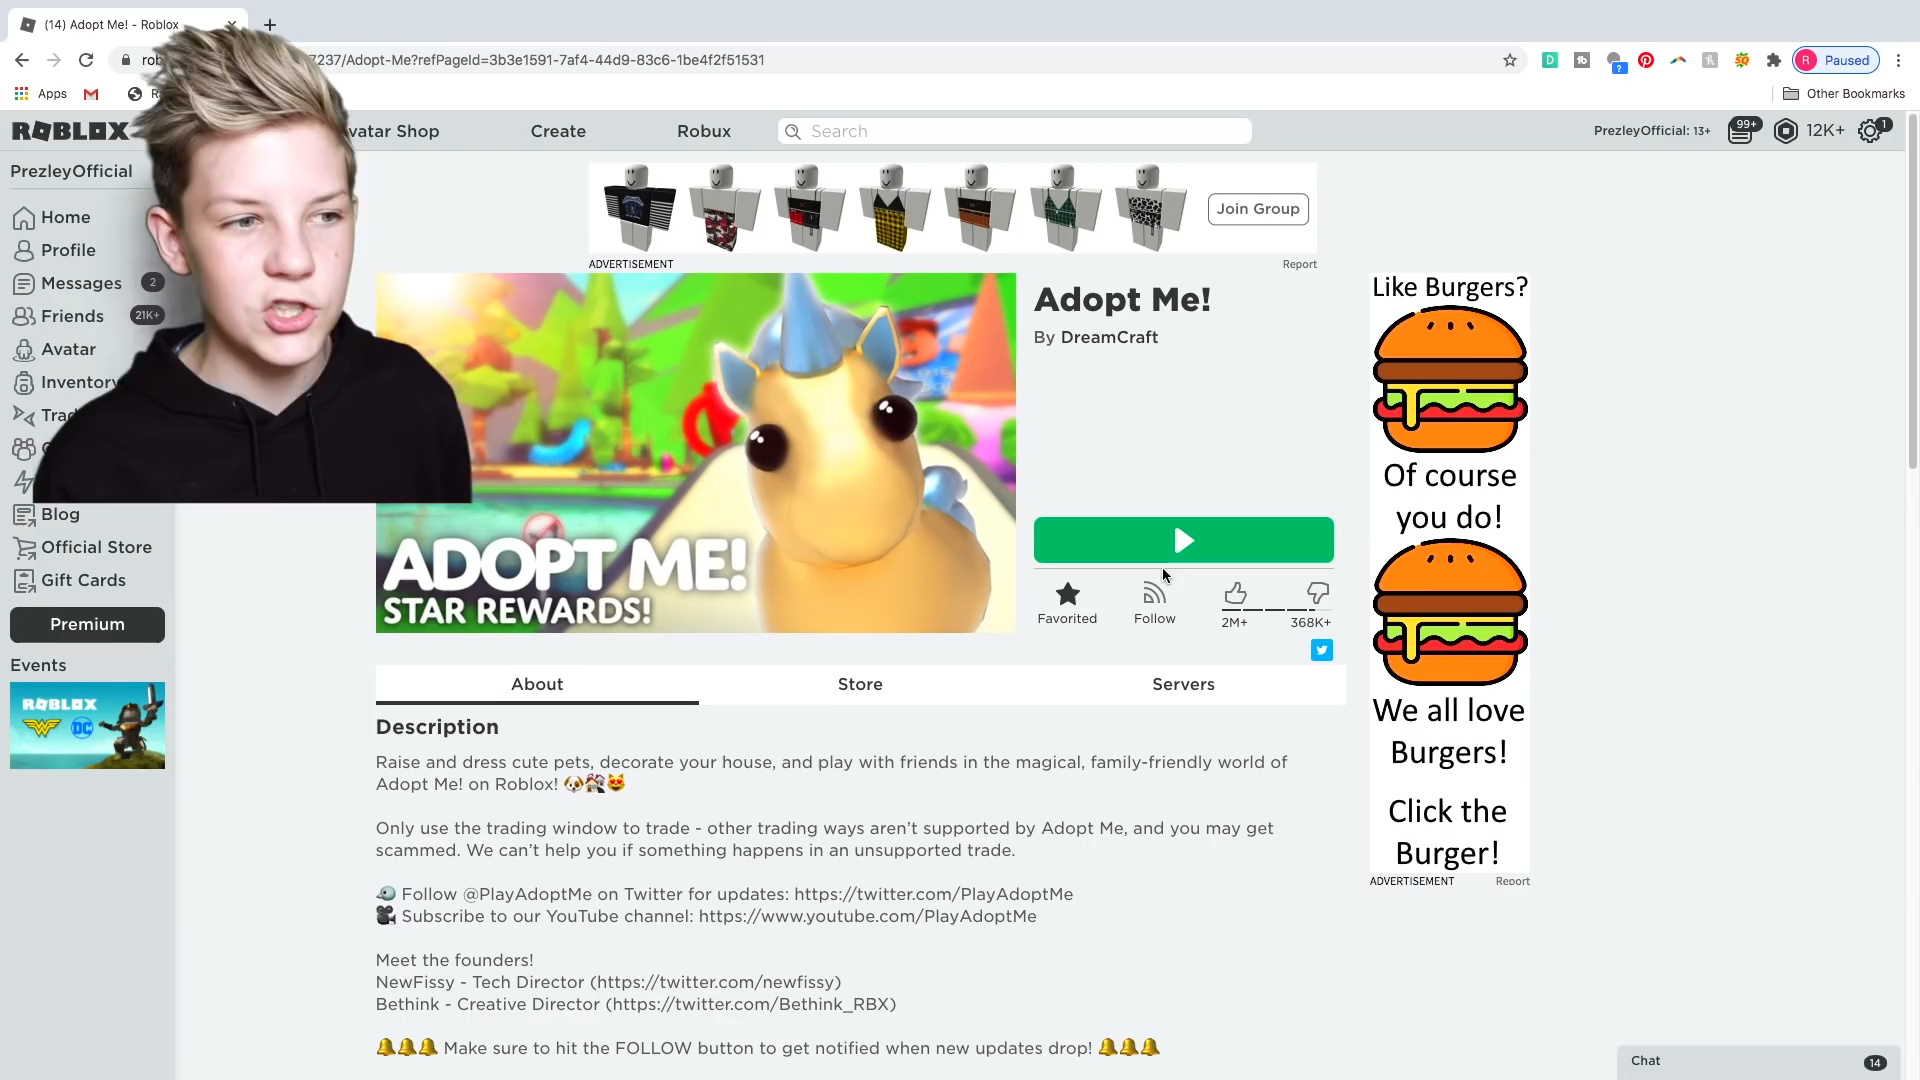 (14) Adopt Me! - Roblox
7237/Adopt-Me?refPageId=3b3e1591-7af4-44d9-83c6-1be4f2f51531
Paused
Apps
Other Bookmarks
ROBLOX
Avatar Shop
Create
Robux
Search
PrezleyOfficial: 13+
99+
12K+
1
PrezleyOfficial
Home
Profile
Messages
2
Friends
21K+
Avatar
Inventory
Blog
Official Store
Gift Cards
Premium
Events
ROBLOX
DC
Join Group
ADVERTISEMENT
Report
ADOPT ME!
STAR REWARDS!
Adopt Me!
By DreamCraft
Favorited
Follow
2M+
368K+
Like Burgers?
Of course
you do!
We all love
Burgers!
Click the
Burger!
ADVERTISEMENT
Report
About
Store
Servers
Description
Raise and dress cute pets, decorate your house, and play with friends in the magical, family-friendly world of
Adopt Me! on Roblox! 🐶🏡😻
Only use the trading window to trade - other trading ways aren't supported by Adopt Me, and you may get
scammed. We can't help you if something happens in an unsupported trade.
🐦 Follow @PlayAdoptMe on Twitter for updates: https://twitter.com/PlayAdoptMe
🎥 Subscribe to our YouTube channel: https://www.youtube.com/PlayAdoptMe
Meet the founders!
NewFissy - Tech Director (https://twitter.com/newfissy)
Bethink - Creative Director (https://twitter.com/Bethink_RBX)
🔔🔔🔔 Make sure to hit the FOLLOW button to get notified when new updates drop! 🔔🔔🔔
Chat
14